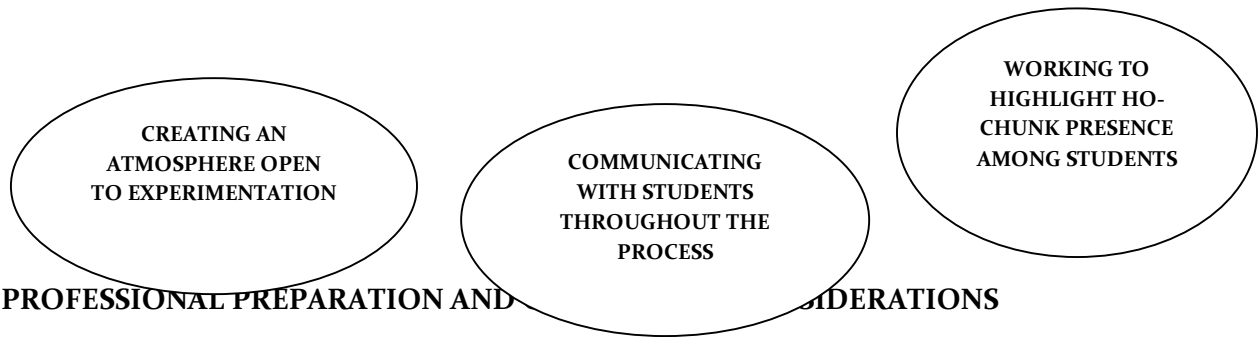 CREATING AN
ATMOSPHERE OPEN
TO EXPERIMENTATION
COMMUNICATING
WITH STUDENTS
THROUGHOUT THE
PROCESS
WORKING TO
HIGHLIGHT HO-
CHUNK PRESENCE
AMONG STUDENTS
PROFESSIONAL PREPARATION AND